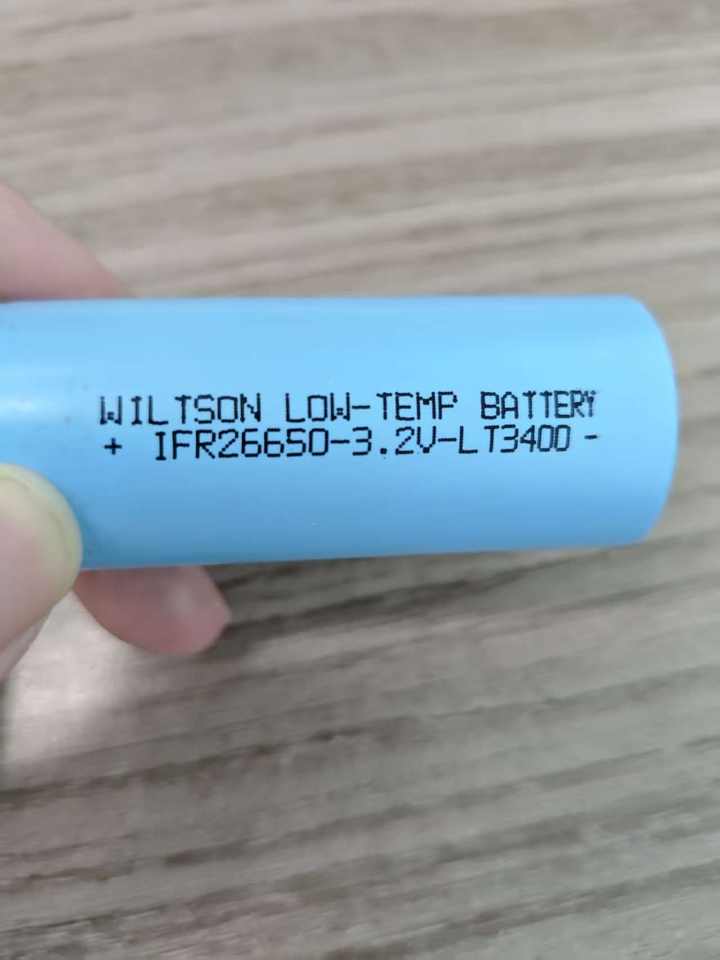 WILTSON LOW-TEMP BATTERY
+ IFR26650-3.2V-LT3400 -